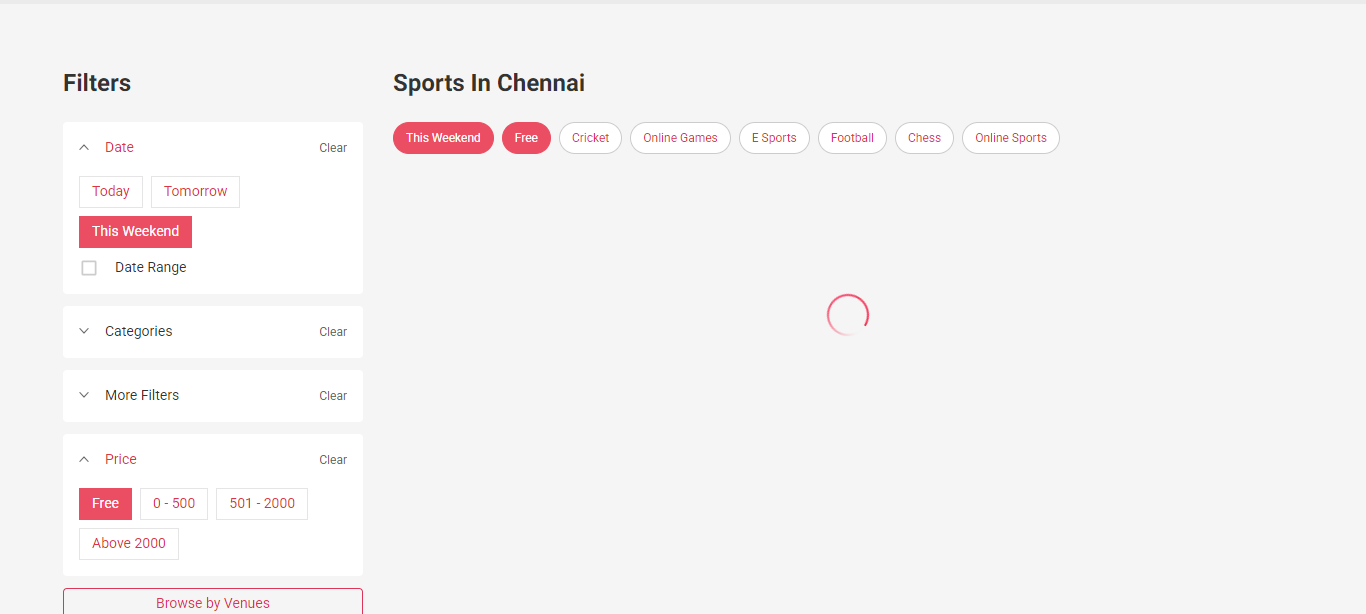 Filters
Date
Clear
Today
Tomorrow
This Weekend
Date Range
Categories
Clear
More Filters
Clear
Price
Clear
Free
0 - 500
501 - 2000
Above 2000
Browse by Venues
Sports In Chennai
This Weekend
Free
Cricket
Online Games
E Sports
Football
Chess
Online Sports